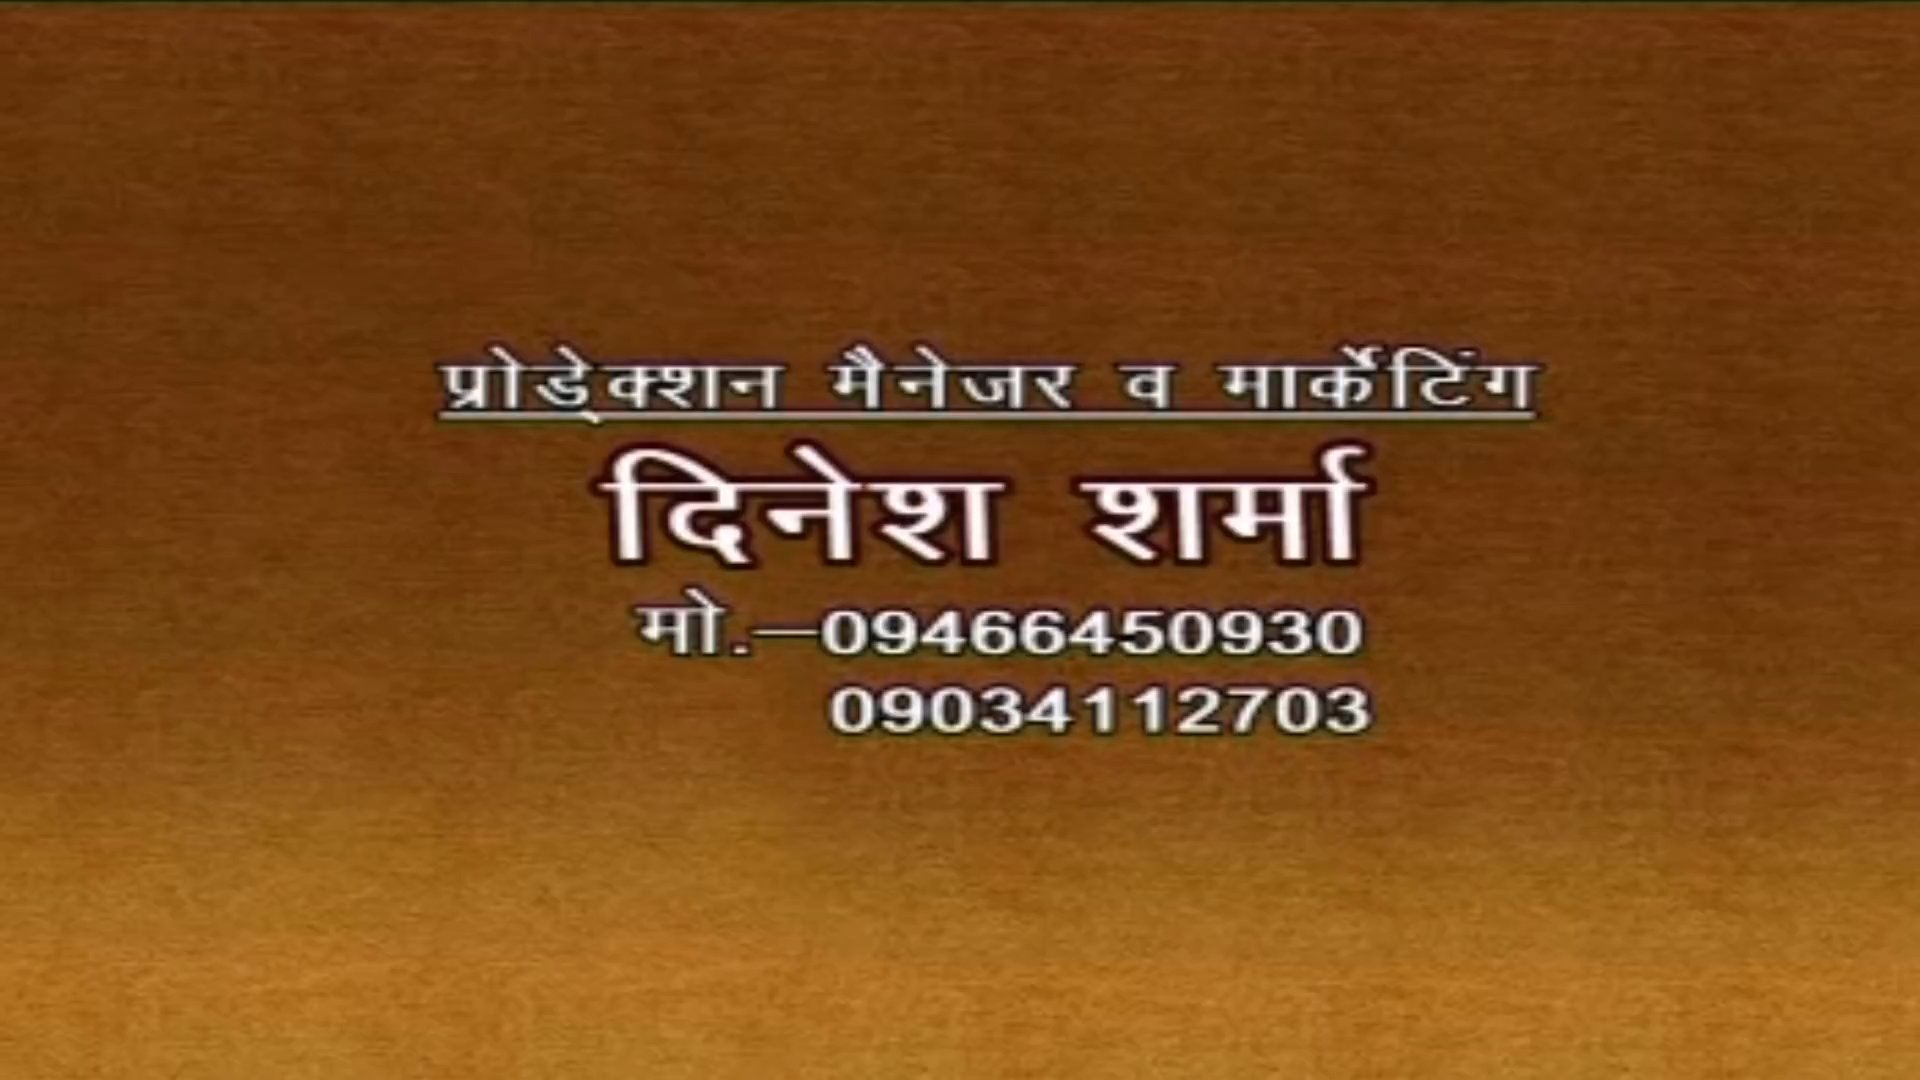 प्रोडे्क्शन मैनेजर व मार्केटिंग
दिनेश शर्मा
मो.–09466450930
09034112703